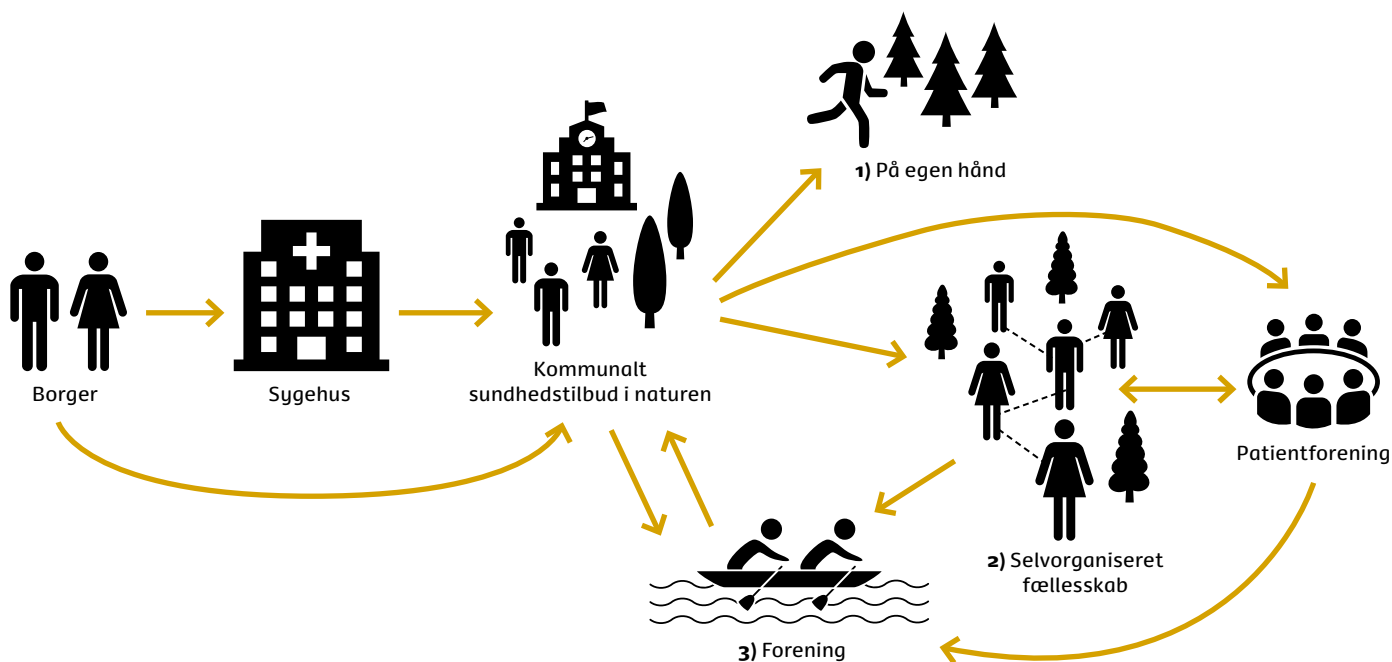 1) På egen hånd
Borger
Sygehus
Kommunalt
sundhedstilbud i naturen
Patientforening
2) Selvorganiseret
fællesskab
3) Forening